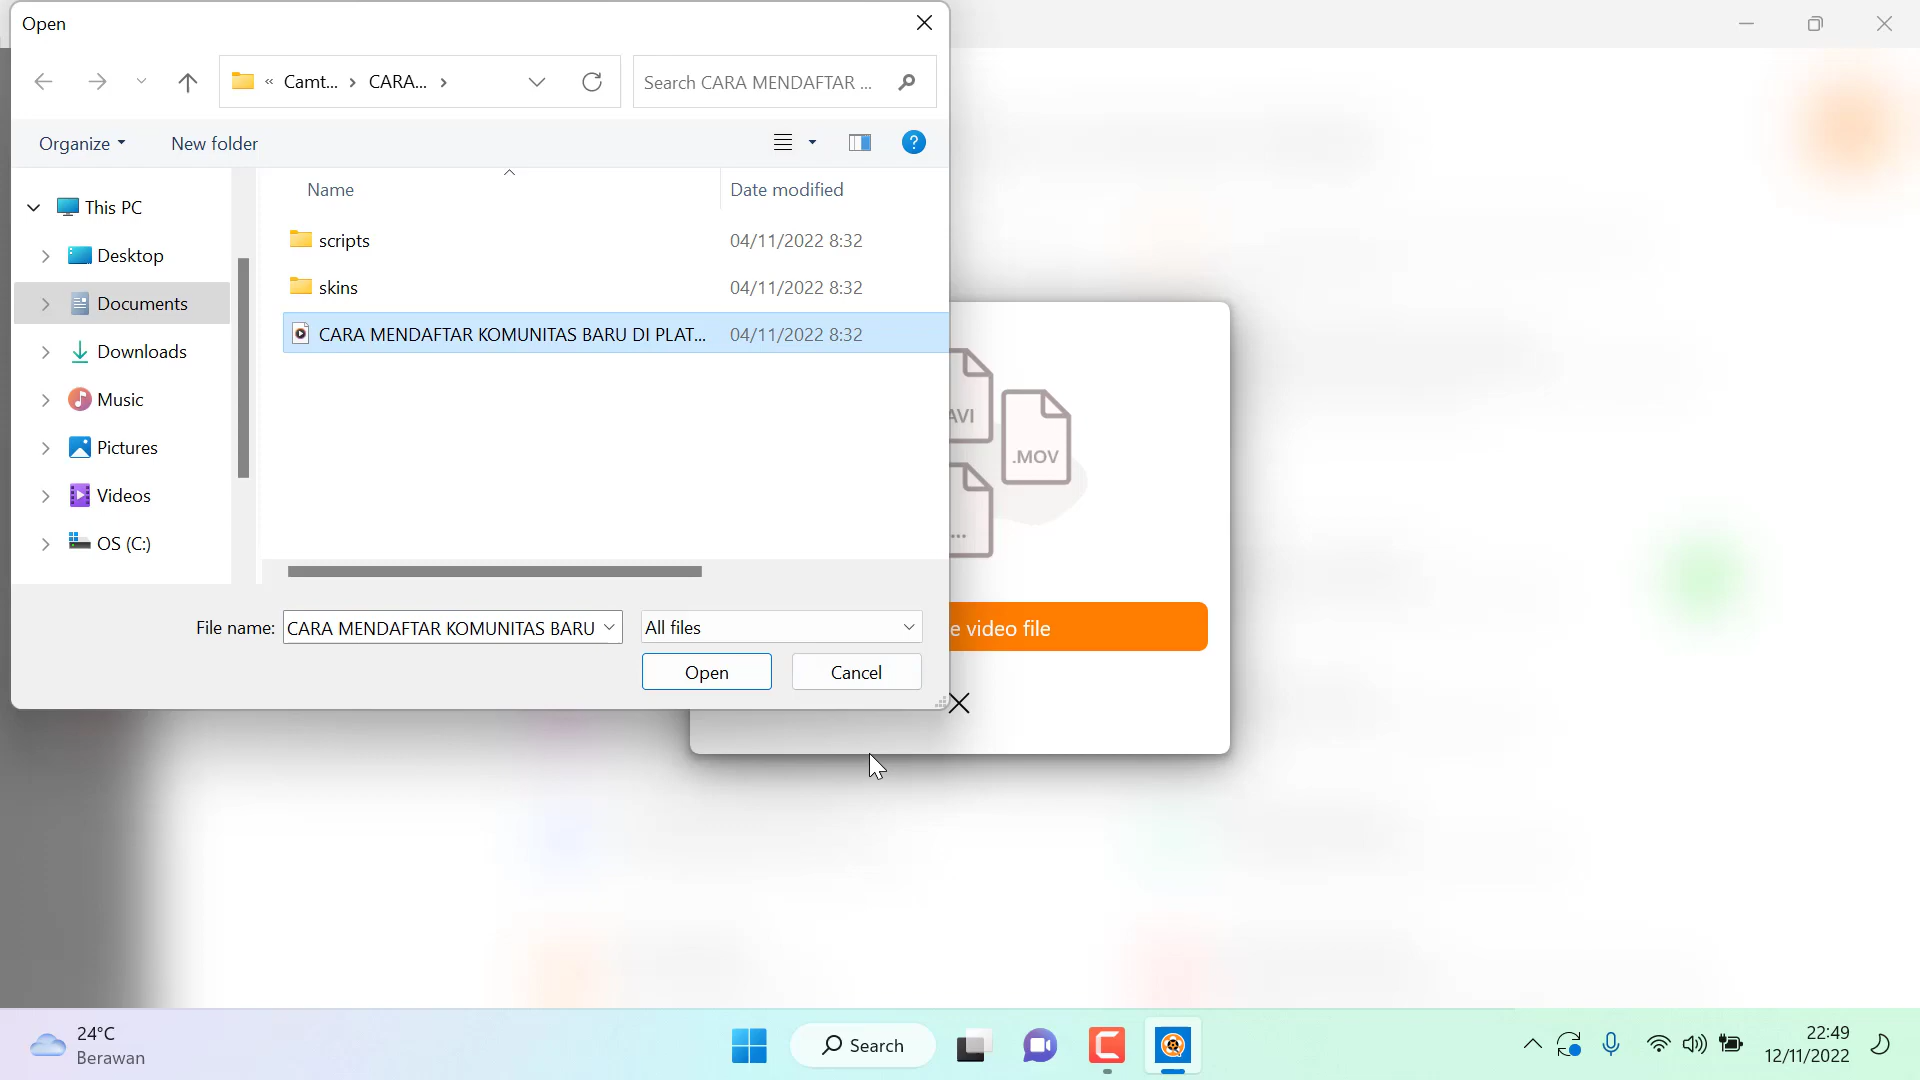 Open
« Camt... › CARA... ›
Search CARA MENDAFTAR ...
Organize
New folder
?
Name
Date modified
This PC
Desktop
Documents
Downloads
Music
Pictures
Videos
OS (C:)
scripts
04/11/2022 8:32
skins
04/11/2022 8:32
CARA MENDAFTAR KOMUNITAS BARU DI PLAT...
04/11/2022 8:32
AVI
.MOV
...
e video file
File name:
CARA MENDAFTAR KOMUNITAS BARU
All files
Open
Cancel
24°C
Berawan
Search
22:49
12/11/2022